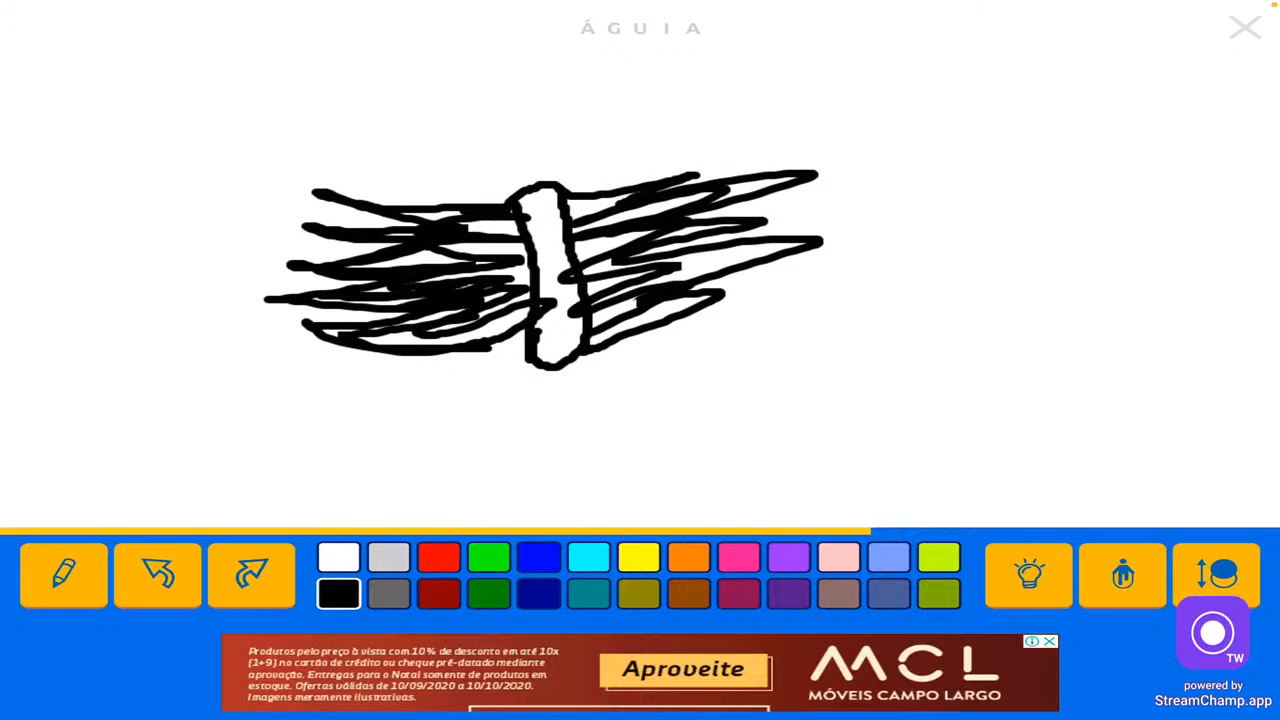 ÁGUIA
Produtos pelo preço à vista com 10% de desconto em até 10x
(1+9) no cartão de crédito ou cheque pré-datado mediante
aprovação. Entregas para o Natal somente de produtos em
estoque. Ofertas válidas de 10/09/2020 a 10/10/2020.
Imagens meramente ilustrativas.
Aproveite
MCL
MÓVEIS CAMPO LARGO
TW
powered by
StreamChamp.app